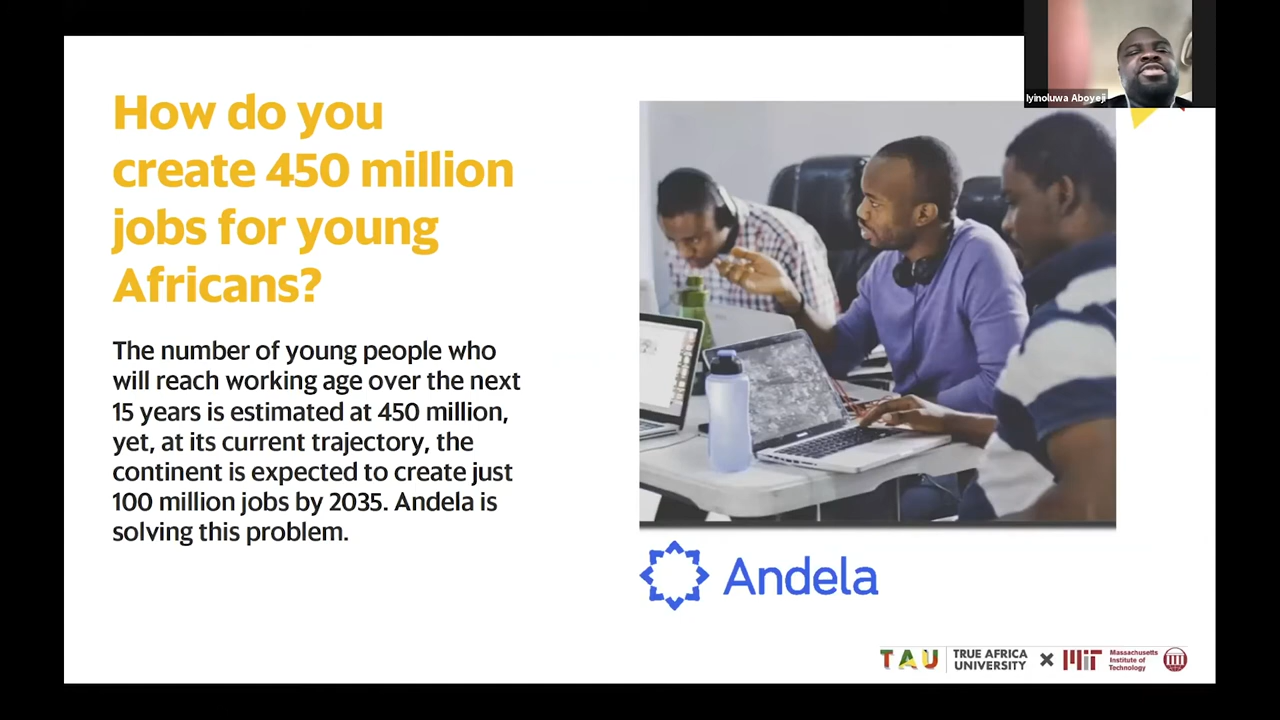 How do you
create 450 million
jobs for young
Africans?
The number of young people who
will reach working age over the next
15 years is estimated at 450 million,
yet, at its current trajectory, the
continent is expected to create just
100 million jobs by 2035. Andela is
solving this problem.
Iyinoluwa Aboyeji
Andela
TAU
TRUE AFRICA
UNIVERSITY
MIT
Massachusetts
Institute of
Technology